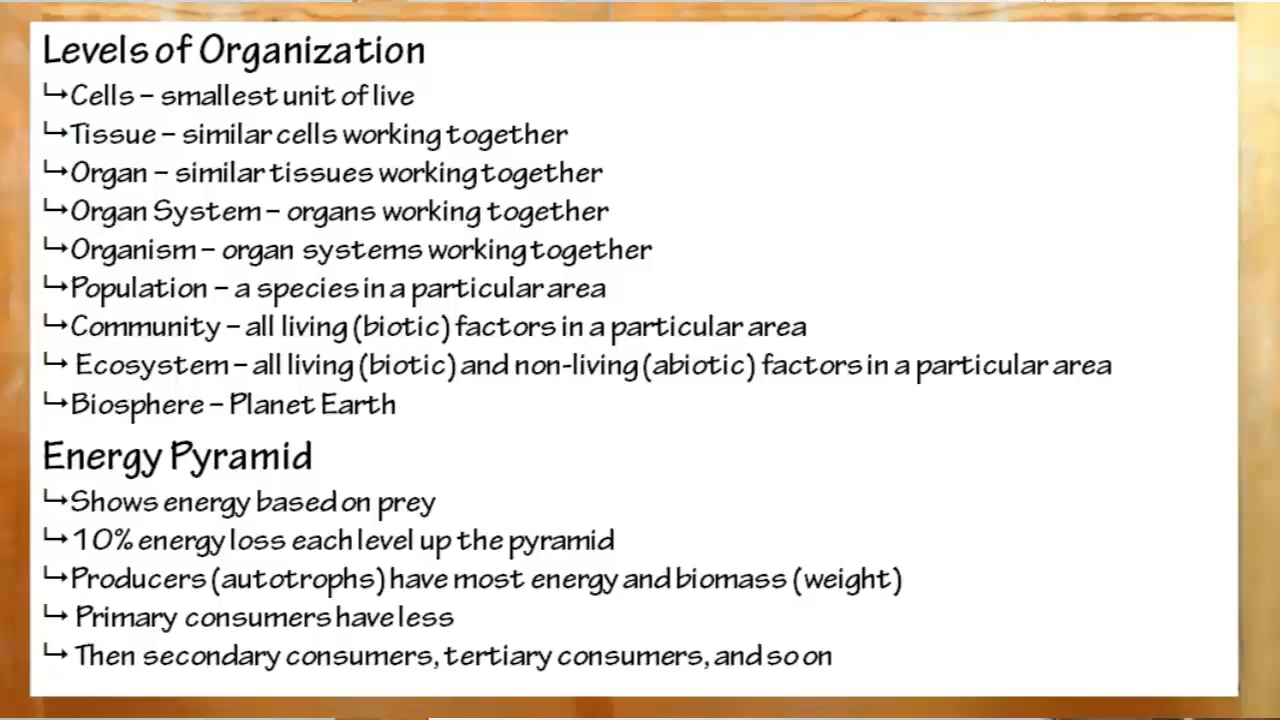 Levels of Organization
↳Cells – smallest unit of live
↳Tissue – similar cells working together
↳Organ – similar tissues working together
↳Organ System – organs working together
↳Organism – organ systems working together
↳Population – a species in a particular area
↳Community – all living (biotic) factors in a particular area
↳ Ecosystem – all living (biotic) and non-living (abiotic) factors in a particular area
↳Biosphere – Planet Earth
Energy Pyramid
↳Shows energy based on prey
↳10% energy loss each level up the pyramid
↳Producers (autotrophs) have most energy and biomass (weight)
↳ Primary consumers have less
↳ Then secondary consumers, tertiary consumers, and so on